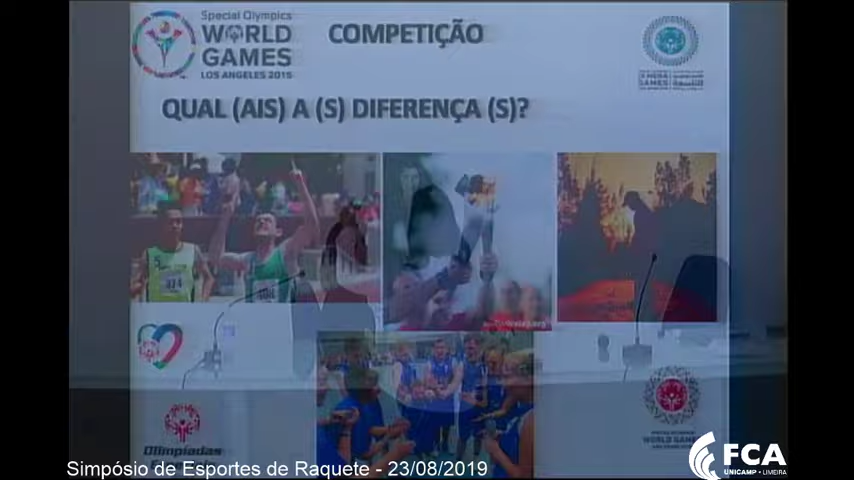 Special Olympics
WORLD
GAMES
LOS ANGELES 2015
COMPETIÇÃO
QUAL (AIS) A (S) DIFERENÇA (S)?
Olimpíadas
WORLD GAMES
Simpósio de Esportes de Raquete - 23/08/2019
FCA
UNICAMP • LIMEIRA